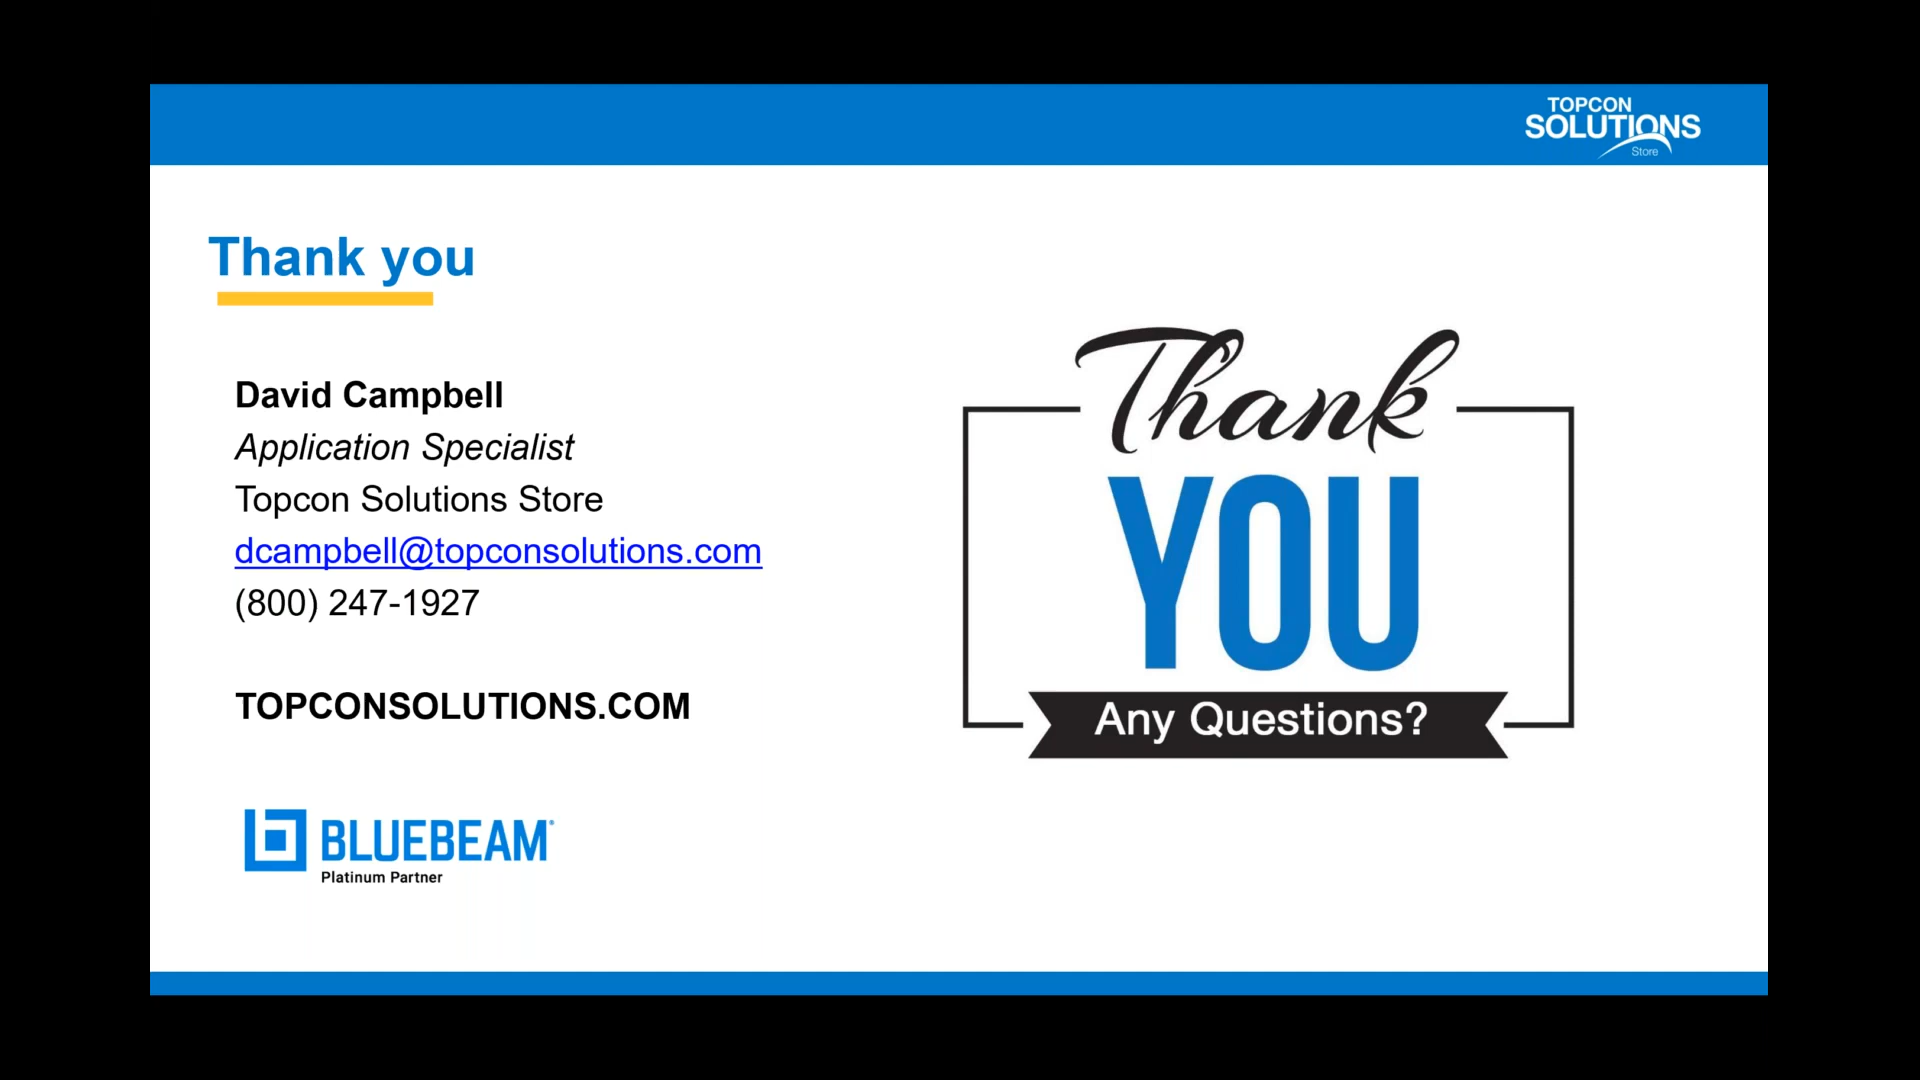 TOPCON
SOLUTIONS
Store
Thank you
David Campbell
Application Specialist
Topcon Solutions Store
dcampbell@topconsolutions.com
(800) 247-1927
TOPCONSOLUTIONS.COM
BLUEBEAM®
Platinum Partner
Thank
YOU
Any Questions?